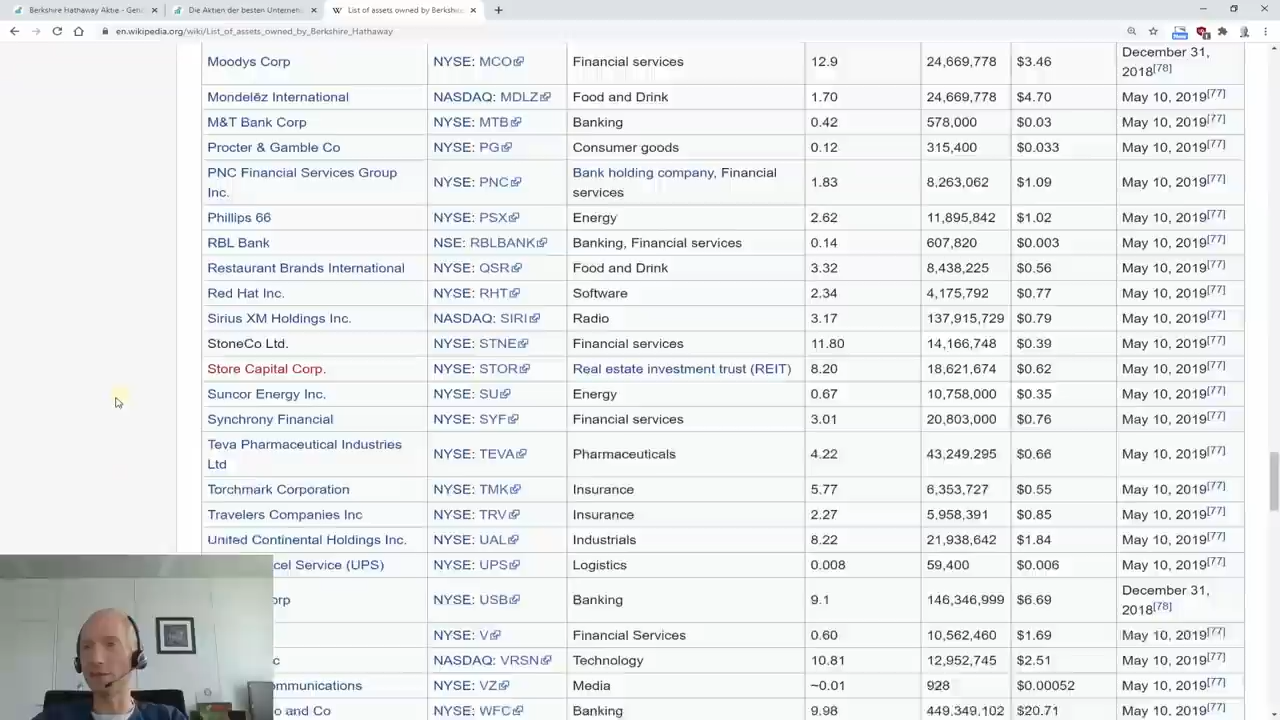 Berkshire Hathaway Aktie - Geno
Die Aktien der besten Unterneh
List of assets owned by Berkshire
en.wikipedia.org/wiki/List_of_assets_owned_by_Berkshire_Hathaway
Moodys Corp NYSE: MCO Financial services 12.9 24,669,778 $3.46 December 31, 2018[78]
Mondelēz International NASDAQ: MDLZ Food and Drink 1.70 24,669,778 $4.70 May 10, 2019[77]
M&T Bank Corp NYSE: MTB Banking 0.42 578,000 $0.03 May 10, 2019[77]
Procter & Gamble Co NYSE: PG Consumer goods 0.12 315,400 $0.033 May 10, 2019[77]
PNC Financial Services Group Inc. NYSE: PNC Bank holding company, Financial services 1.83 8,263,062 $1.09 May 10, 2019[77]
Phillips 66 NYSE: PSX Energy 2.62 11,895,842 $1.02 May 10, 2019[77]
RBL Bank NSE: RBLBANK Banking, Financial services 0.14 607,820 $0.003 May 10, 2019[77]
Restaurant Brands International NYSE: QSR Food and Drink 3.32 8,438,225 $0.56 May 10, 2019[77]
Red Hat Inc. NYSE: RHT Software 2.34 4,175,792 $0.77 May 10, 2019[77]
Sirius XM Holdings Inc. NASDAQ: SIRI Radio 3.17 137,915,729 $0.79 May 10, 2019[77]
StoneCo Ltd. NYSE: STNE Financial services 11.80 14,166,748 $0.39 May 10, 2019[77]
Store Capital Corp. NYSE: STOR Real estate investment trust (REIT) 8.20 18,621,674 $0.62 May 10, 2019[77]
Suncor Energy Inc. NYSE: SU Energy 0.67 10,758,000 $0.35 May 10, 2019[77]
Synchrony Financial NYSE: SYF Financial services 3.01 20,803,000 $0.76 May 10, 2019[77]
Teva Pharmaceutical Industries Ltd NYSE: TEVA Pharmaceuticals 4.22 43,249,295 $0.66 May 10, 2019[77]
Torchmark Corporation NYSE: TMK Insurance 5.77 6,353,727 $0.55 May 10, 2019[77]
Travelers Companies Inc NYSE: TRV Insurance 2.27 5,958,391 $0.85 May 10, 2019[77]
United Continental Holdings Inc. NYSE: UAL Industrials 8.22 21,938,642 $1.84 May 10, 2019[77]
cel Service (UPS) NYSE: UPS Logistics 0.008 59,400 $0.006 May 10, 2019[77]
orp NYSE: USB Banking 9.1 146,346,999 $6.69 December 31, 2018[78]
NYSE: V Financial Services 0.60 10,562,460 $1.69 May 10, 2019[77]
c NASDAQ: VRSN Technology 10.81 12,952,745 $2.51 May 10, 2019[77]
mmunications NYSE: VZ Media ~0.01 928 $0.00052 May 10, 2019[77]
o and Co NYSE: WFC Banking 9.98 449,349,102 $20.71 May 10, 2019[77]